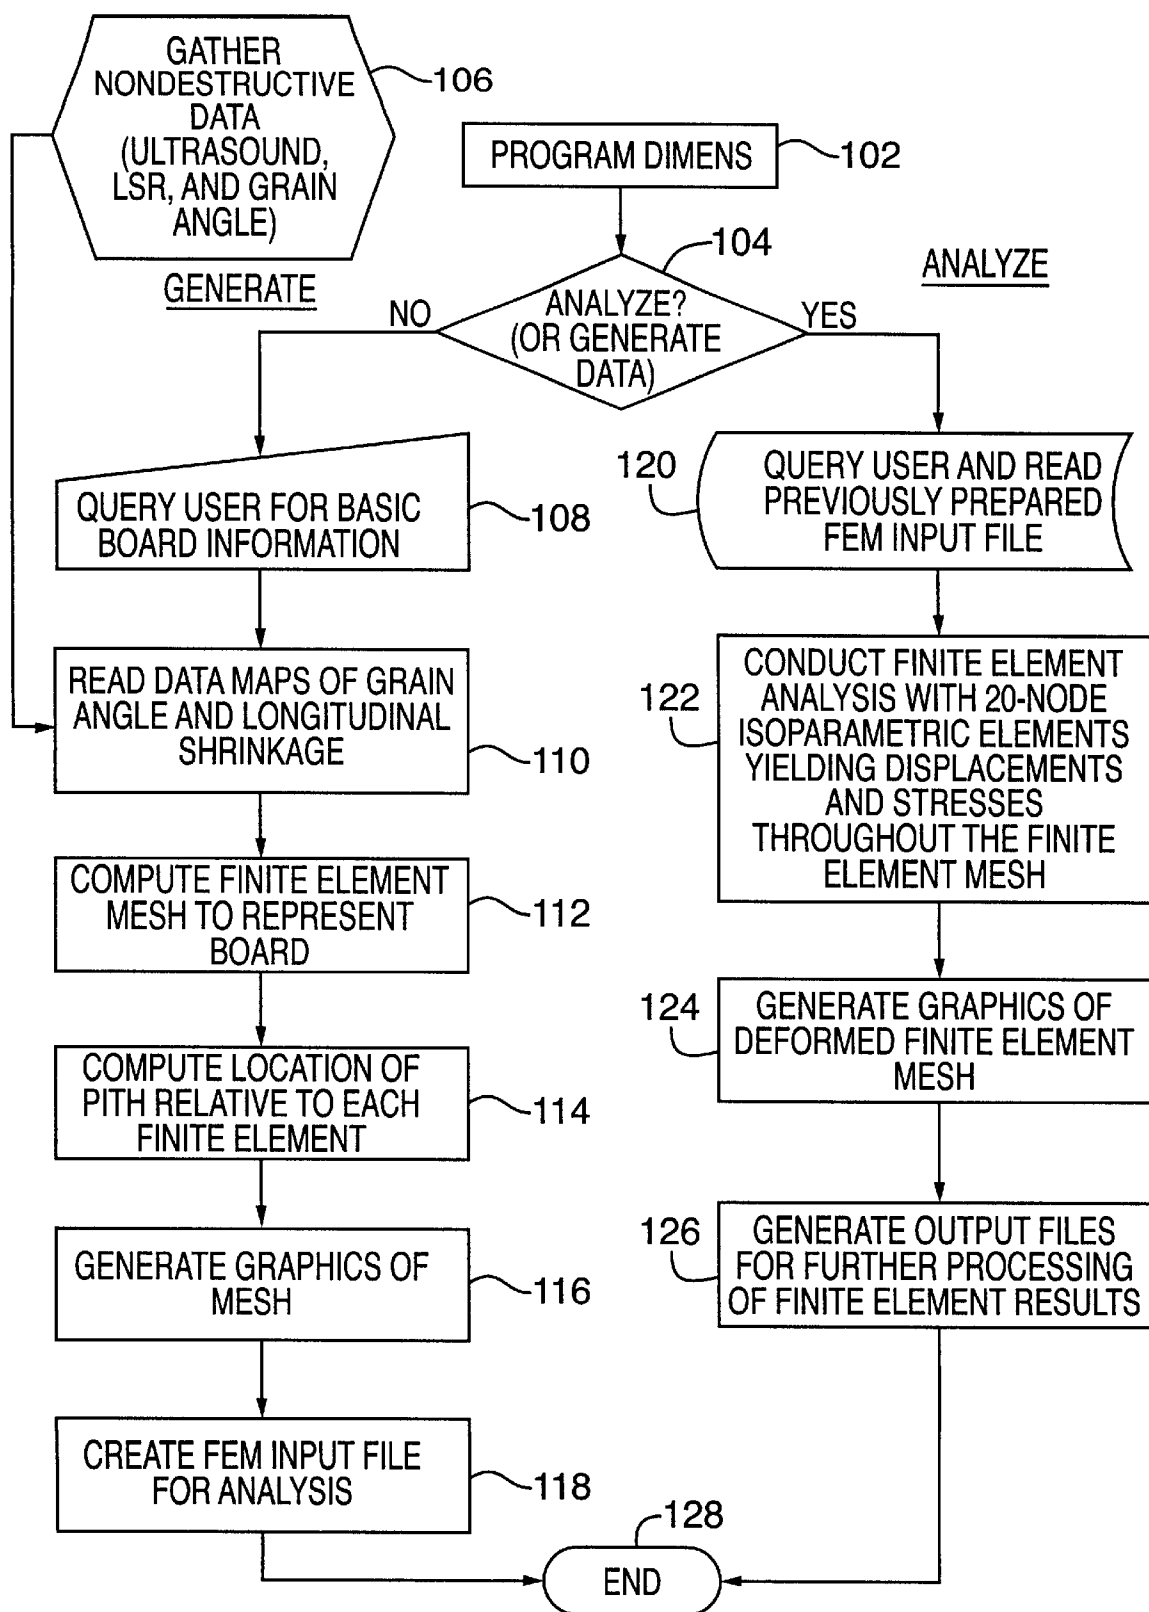 GATHER
NONDESTRUCTIVE
DATA
(ULTRASOUND,
LSR, AND GRAIN
ANGLE)
106
PROGRAM DIMENS
102
104
GENERATE
ANALYZE
NO
ANALYZE?
(OR GENERATE
DATA)
YES
QUERY USER FOR BASIC
BOARD INFORMATION
108
120
QUERY USER AND READ
PREVIOUSLY PREPARED
FEM INPUT FILE
READ DATA MAPS OF GRAIN
ANGLE AND LONGITUDINAL
SHRINKAGE
110
122
CONDUCT FINITE ELEMENT
ANALYSIS WITH 20-NODE
ISOPARAMETRIC ELEMENTS
YIELDING DISPLACEMENTS
AND STRESSES
THROUGHOUT THE FINITE
ELEMENT MESH
COMPUTE FINITE ELEMENT
MESH TO REPRESENT
BOARD
112
124
GENERATE GRAPHICS OF
DEFORMED FINITE ELEMENT
MESH
COMPUTE LOCATION OF
PITH RELATIVE TO EACH
FINITE ELEMENT
114
126
GENERATE OUTPUT FILES
FOR FURTHER PROCESSING
OF FINITE ELEMENT RESULTS
GENERATE GRAPHICS OF
MESH
116
CREATE FEM INPUT FILE
FOR ANALYSIS
118
128
END